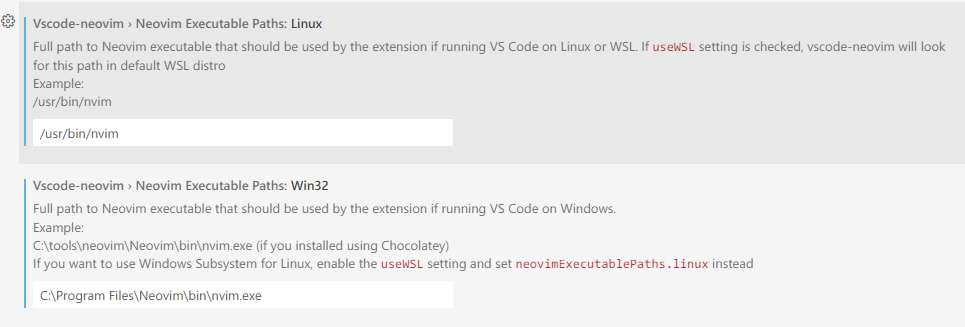 Vscode-neovim › Neovim Executable Paths: Linux
Full path to Neovim executable that should be used by the extension if running VS Code on Linux or WSL. If useWSL setting is checked, vscode-neovim will look
for this path in default WSL distro
Example:
/usr/bin/nvim
/usr/bin/nvim
Vscode-neovim › Neovim Executable Paths: Win32
Full path to Neovim executable that should be used by the extension if running VS Code on Windows.
Example:
C:\tools\neovim\Neovim\bin\nvim.exe (if you installed using Chocolatey)
If you want to use Windows Subsystem for Linux, enable the useWSL setting and set neovimExecutablePaths.linux instead
C:\Program Files\Neovim\bin\nvim.exe